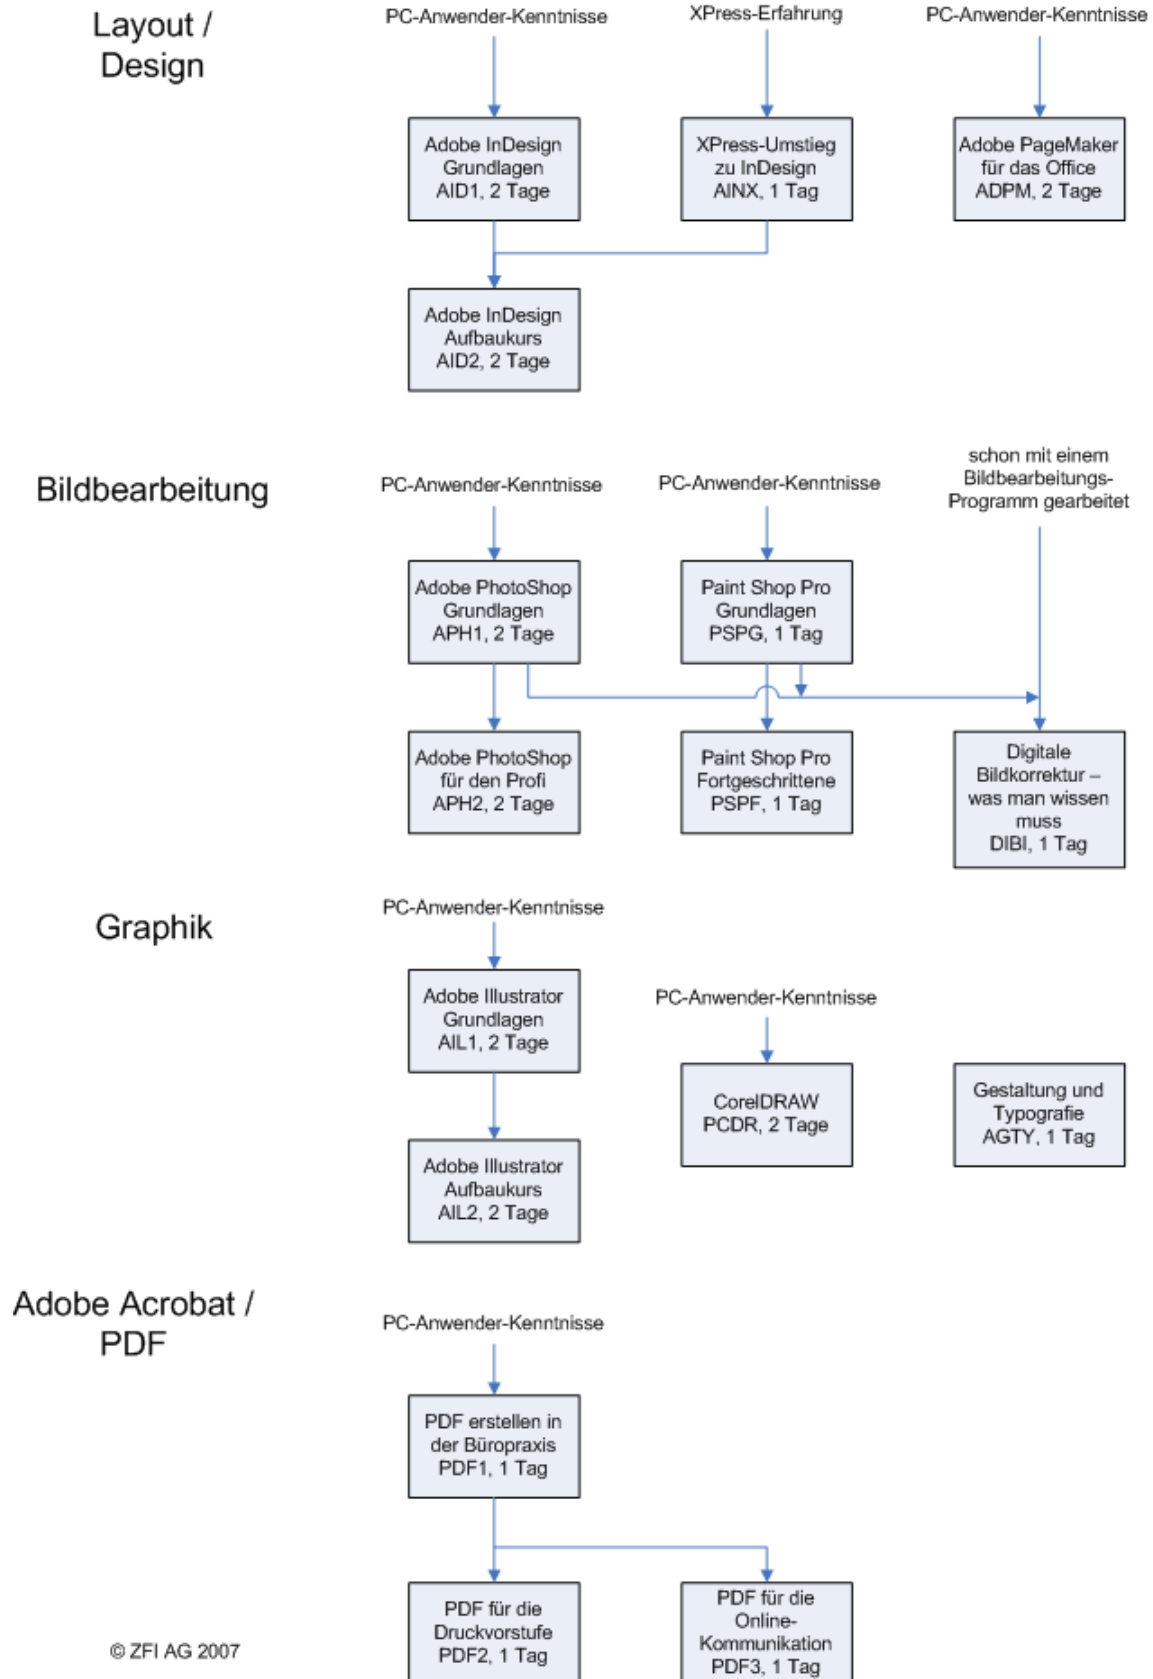 Layout /
Design
PC-Anwender-Kenntnisse
XPress-Erfahrung
PC-Anwender-Kenntnisse
Adobe InDesign
Grundlagen
AID1, 2 Tage
XPress-Umstieg
zu InDesign
AINX, 1 Tag
Adobe PageMaker
für das Office
ADPM, 2 Tage
Adobe InDesign
Aufbaukurs
AID2, 2 Tage
Bildbearbeitung
PC-Anwender-Kenntnisse
PC-Anwender-Kenntnisse
schon mit einem
Bildbearbeitungs-
Programm gearbeitet
Adobe PhotoShop
Grundlagen
APH1, 2 Tage
Paint Shop Pro
Grundlagen
PSPG, 1 Tag
Adobe PhotoShop
für den Profi
APH2, 2 Tage
Paint Shop Pro
Fortgeschrittene
PSPF, 1 Tag
Digitale
Bildkorrektur –
was man wissen
muss
DIBI, 1 Tag
Graphik
PC-Anwender-Kenntnisse
Adobe Illustrator
Grundlagen
AIL1, 2 Tage
PC-Anwender-Kenntnisse
CorelDRAW
PCDR, 2 Tage
Gestaltung und
Typografie
AGTY, 1 Tag
Adobe Illustrator
Aufbaukurs
AIL2, 2 Tage
Adobe Acrobat /
PDF
PC-Anwender-Kenntnisse
PDF erstellen in
der Büropraxis
PDF1, 1 Tag
PDF für die
Druckvorstufe
PDF2, 1 Tag
PDF für die
Online-
Kommunikation
PDF3, 1 Tag
© ZFI AG 2007